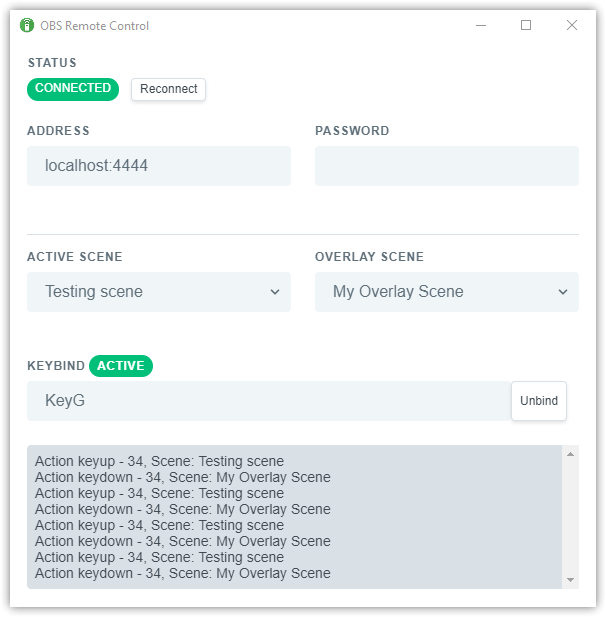 OBS Remote Control
STATUS
CONNECTED Reconnect
ADDRESS PASSWORD
localhost:4444
ACTIVE SCENE OVERLAY SCENE
Testing scene My Overlay Scene
KEYBIND ACTIVE
KeyG Unbind
Action keyup - 34, Scene: Testing scene
Action keydown - 34, Scene: My Overlay Scene
Action keyup - 34, Scene: Testing scene
Action keydown - 34, Scene: My Overlay Scene
Action keyup - 34, Scene: Testing scene
Action keydown - 34, Scene: My Overlay Scene
Action keyup - 34, Scene: Testing scene
Action keydown - 34, Scene: My Overlay Scene